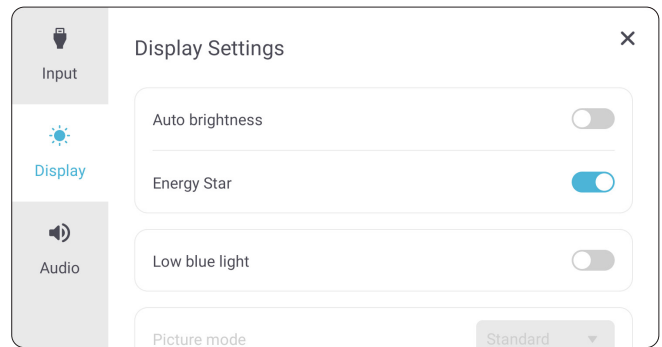 Input
Display
Audio
Display Settings
Auto brightness
Energy Star
Low blue light
Picture mode
Standard